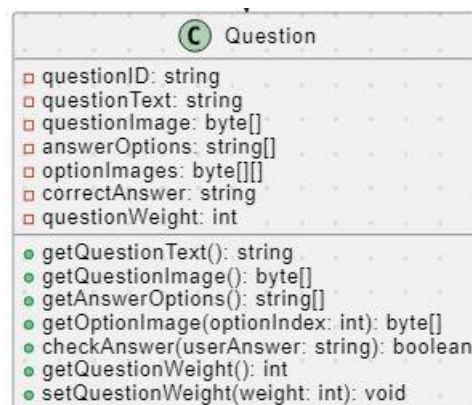 C Question
questionID: string
questionText: string
questionImage: byte[]
answerOptions: string[]
optionImages: byte[][]
correctAnswer: string
questionWeight: int
getQuestionText(): string
getQuestionImage(): byte[]
getAnswerOptions(): string[]
getOptionImage(optionIndex: int): byte[]
checkAnswer(userAnswer: string): boolean
getQuestionWeight(): int
setQuestionWeight(weight: int): void